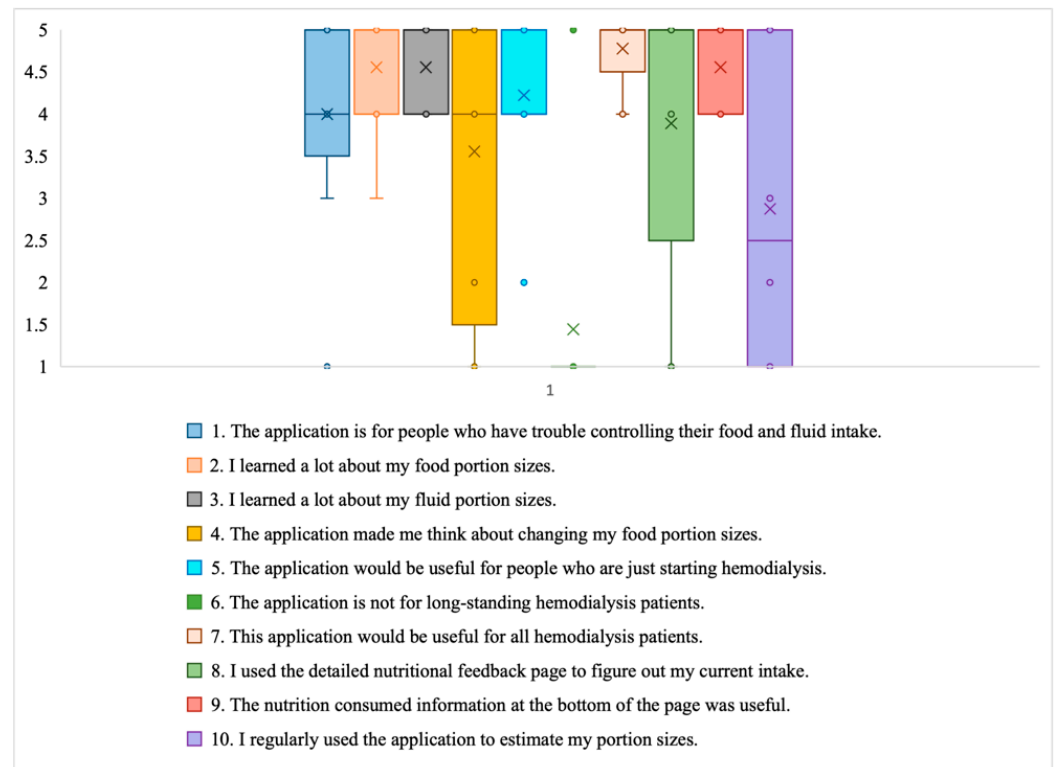 5
4.5
4
3.5
3
2.5
2
1.5
1
1
1. The application is for people who have trouble controlling their food and fluid intake.
2. I learned a lot about my food portion sizes.
3. I learned a lot about my fluid portion sizes.
4. The application made me think about changing my food portion sizes.
5. The application would be useful for people who are just starting hemodialysis.
6. The application is not for long-standing hemodialysis patients.
7. This application would be useful for all hemodialysis patients.
8. I used the detailed nutritional feedback page to figure out my current intake.
9. The nutrition consumed information at the bottom of the page was useful.
10. I regularly used the application to estimate my portion sizes.